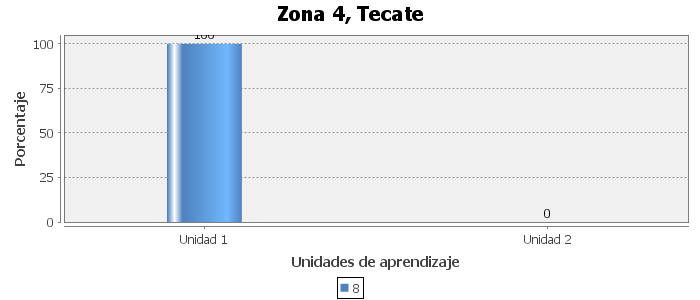 Zona 4, Tecate
Porcentaje
100
75
50
25
0
100
0
Unidad 1
Unidad 2
Unidades de aprendizaje
8